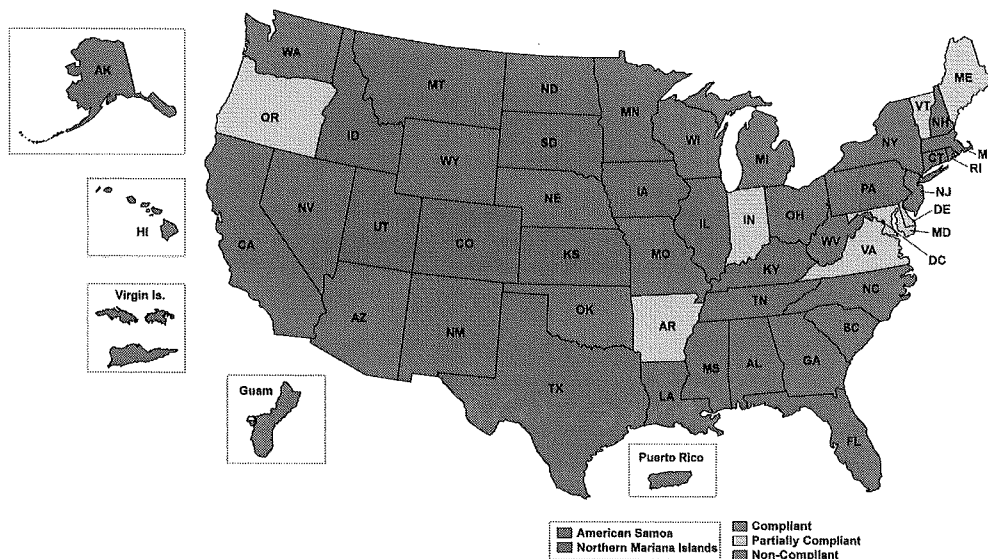 AK
WA
MT
ND
MN
ME
VT
NH
OR
ID
SD
WI
NY
MI
M
RI
WY
CT
IA
PA
NJ
NE
DE
NV
IL
IN
OH
MD
HI
UT
CO
WV
CA
KS
MO
VA
DC
KY
NC
Virgin Is.
TN
OK
AZ
NM
AR
SC
MS
AL
GA
Guam
TX
LA
FL
Puerto Rico
American Samoa
Northern Mariana Islands
Compliant
Partially Compliant
Non-Compliant